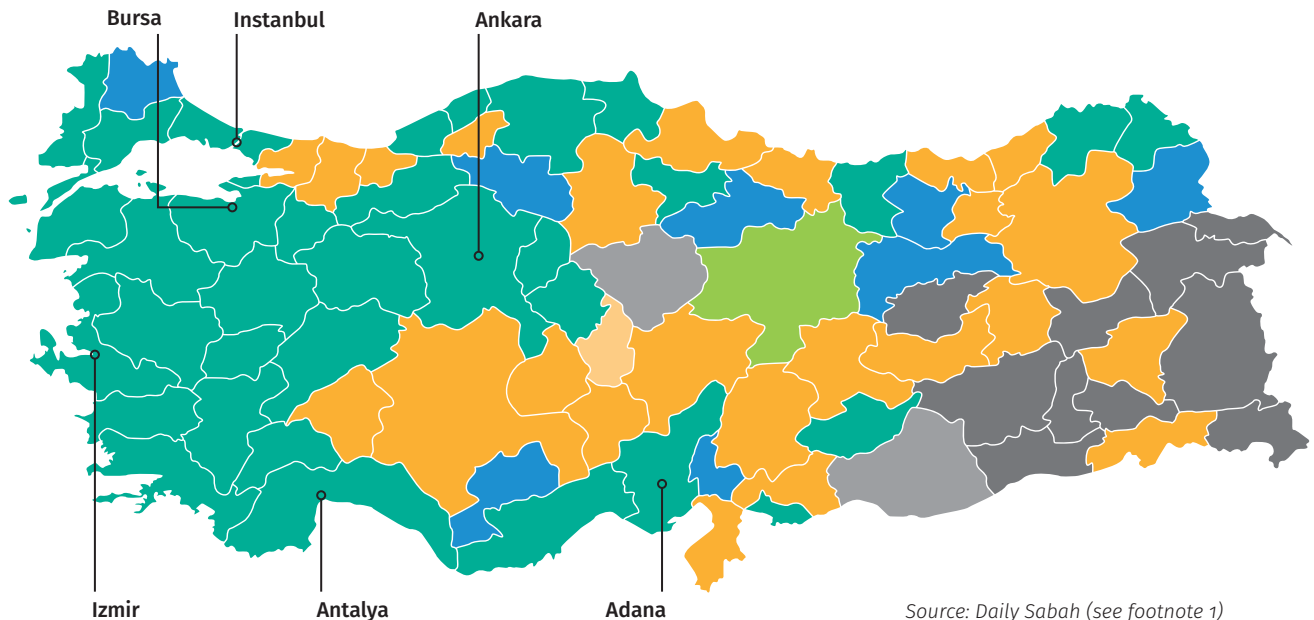 Bursa
Instanbul
Ankara
Izmir
Antalya
Adana
Source: Daily Sabah (see footnote 1)